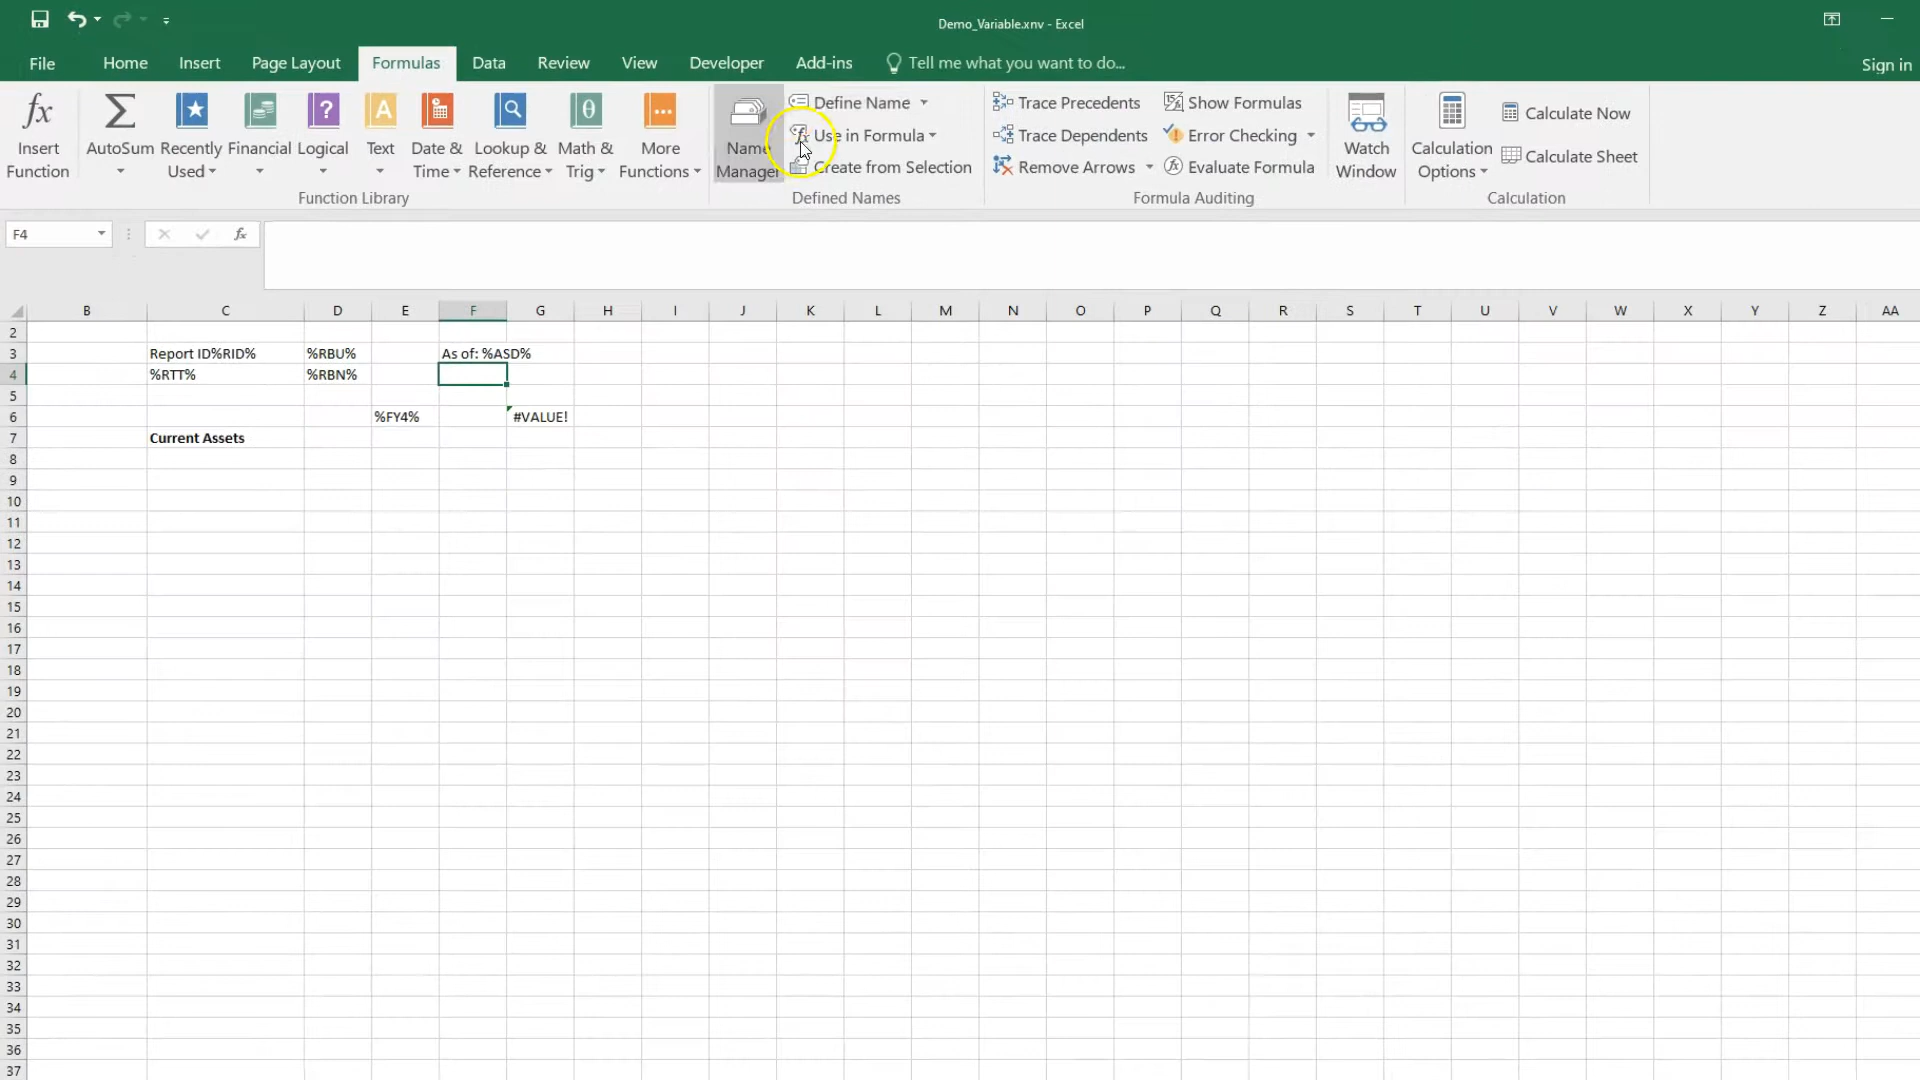 Demo_Variable.xnv - Excel
File Home Insert Page Layout Formulas Data Review View Developer Add-ins Tell me what you want to do... Sign in
Insert Function
AutoSum
Recently Used
Financial
Logical
Text
Date & Time
Lookup & Reference
Math & Trig
More Functions
Function Library
Name Manager
Define Name
Use in Formula
Create from Selection
Defined Names
Trace Precedents
Trace Dependents
Remove Arrows
Show Formulas
Error Checking
Evaluate Formula
Formula Auditing
Watch Window
Calculation Options
Calculate Now
Calculate Sheet
Calculation
F4 fx
B C D E F G H I J K L M N O P Q R S T U V W X Y Z AA
2
3 Report ID%RID% %RBU% As of: %ASD%
4 %RTT% %RBN%
5
6 %FY4% #VALUE!
7 Current Assets
8
9
10
11
12
13
14
15
16
17
18
19
20
21
22
23
24
25
26
27
28
29
30
31
32
33
34
35
36
37